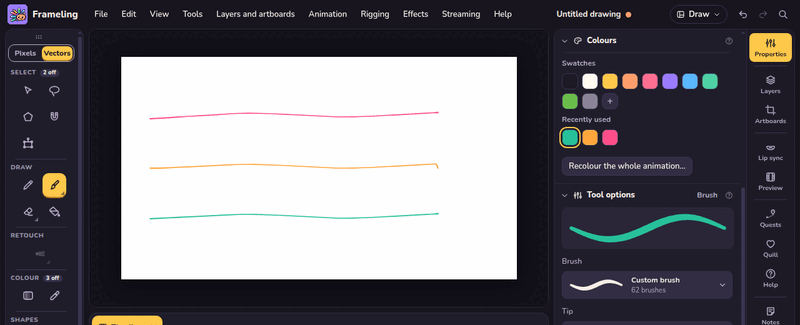 Frameling File Edit View Tools Layers and artboards Animation Rigging Effects Streaming Help Untitled drawing Draw
Pixels Vectors
SELECT 2 off
DRAW
RETOUCH
COLOUR 3 off
SHAPES
Colours
Swatches
+
Recently used
Recolour the whole animation...
Tool options Brush
Brush
Custom brush
62 brushes
Tip
Properties
Layers
Artboards
Lip sync
Preview
Quests
Quill
Help
Notes